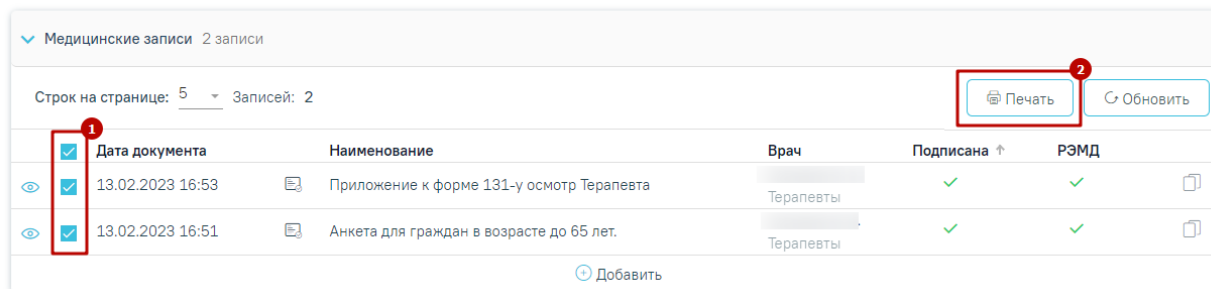 Медицинские записи 2 записи
2
Строк на странице: 5 Записей: 2 Печать Обновить
1
Дата документа Наименование Врач Подписана ↑ РЭМД
13.02.2023 16:53 Приложение к форме 131-у осмотр Терапевта
Терапевты
13.02.2023 16:51 Анкета для граждан в возрасте до 65 лет.
Терапевты
Добавить